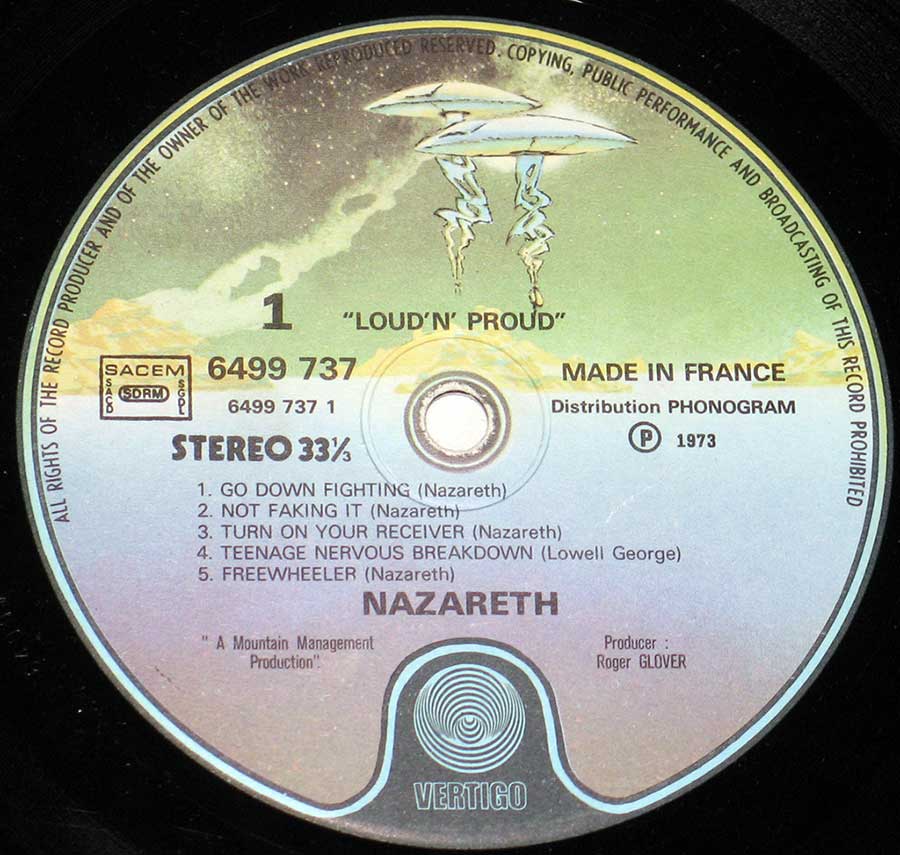 ALL RIGHTS OF THE RECORD PRODUCER AND OF THE OWNER OF THE WORK REPRODUCED RESERVED. COPYING, PUBLIC PERFORMANCE AND BROADCASTING OF THIS RECORD PROHIBITED
1 "LOUD'N' PROUD"
SACEM
SACD SDRM SGDL
6499 737
6499 737 1
STEREO 33⅓
MADE IN FRANCE
Distribution PHONOGRAM
Ⓟ 1973
1. GO DOWN FIGHTING (Nazareth)
2. NOT FAKING IT (Nazareth)
3. TURN ON YOUR RECEIVER (Nazareth)
4. TEENAGE NERVOUS BREAKDOWN (Lowell George)
5. FREEWHEELER (Nazareth)
NAZARETH
" A Mountain Management
Production".
Producer :
Roger GLOVER
VERTIGO